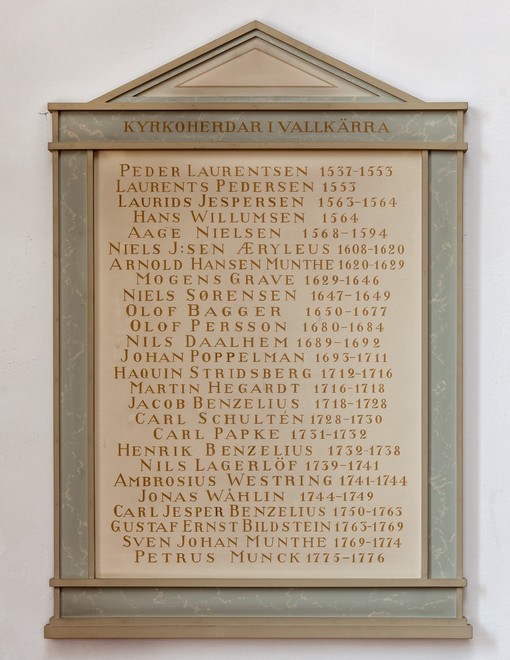 KYRKOHERDAR I VALLKÄRRA
PEDER LAURENTSEN 1537-1553
LAURENTS PEDERSEN 1553
LAURIDS JESPERSEN 1563-1564
HANS WILLUMSEN 1564
AAGE NIELSEN 1568-1594
NIELS J:SEN ÆRYLEUS 1608-1620
ARNOLD HANSEN MUNTHE 1620-1629
MOGENS GRAVE 1629-1646
NIELS SØRENSEN 1647-1649
OLOF BAGGER 1650-1677
OLOF PERSSON 1680-1684
NILS DAALHEM 1689-1692
JOHAN POPPELMAN 1693-1711
HAQUIN STRIDSBERG 1712-1716
MARTIN HEGARDT 1716-1718
JACOB BENZELIUS 1718-1728
CARL SCHULTÉN 1728-1730
CARL PAPKE 1731-1732
HENRIK BENZELIUS 1732-1738
NILS LAGERLÖF 1739-1741
AMBROSIUS WESTRING 1741-1744
JONAS WÅHLIN 1744-1749
CARL JESPER BENZELIUS 1750-1763
GUSTAF ERNST BILDSTEIN 1763-1769
SVEN JOHAN MUNTHE 1769-1774
PETRUS MUNCK 1775-1776